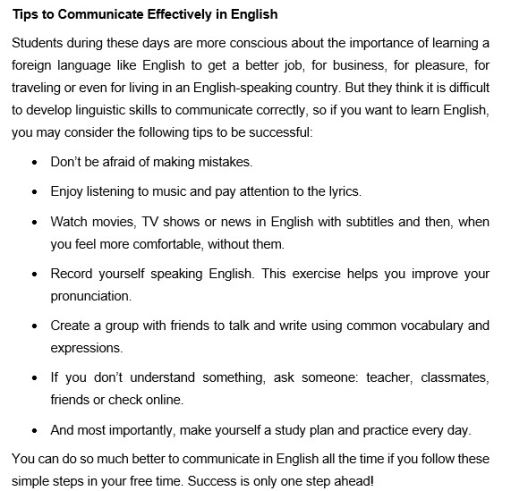 Tips to Communicate Effectively in English
Students during these days are more conscious about the importance of learning a
foreign language like English to get a better job, for business, for pleasure, for
traveling or even for living in an English-speaking country. But they think it is difficult
to develop linguistic skills to communicate correctly, so if you want to learn English,
you may consider the following tips to be successful:
• Don't be afraid of making mistakes.
• Enjoy listening to music and pay attention to the lyrics.
• Watch movies, TV shows or news in English with subtitles and then, when
you feel more comfortable, without them.
• Record yourself speaking English. This exercise helps you improve your
pronunciation.
• Create a group with friends to talk and write using common vocabulary and
expressions.
• If you don't understand something, ask someone: teacher, classmates,
friends or check online.
• And most importantly, make yourself a study plan and practice every day.
You can do so much better to communicate in English all the time if you follow these
simple steps in your free time. Success is only one step ahead!